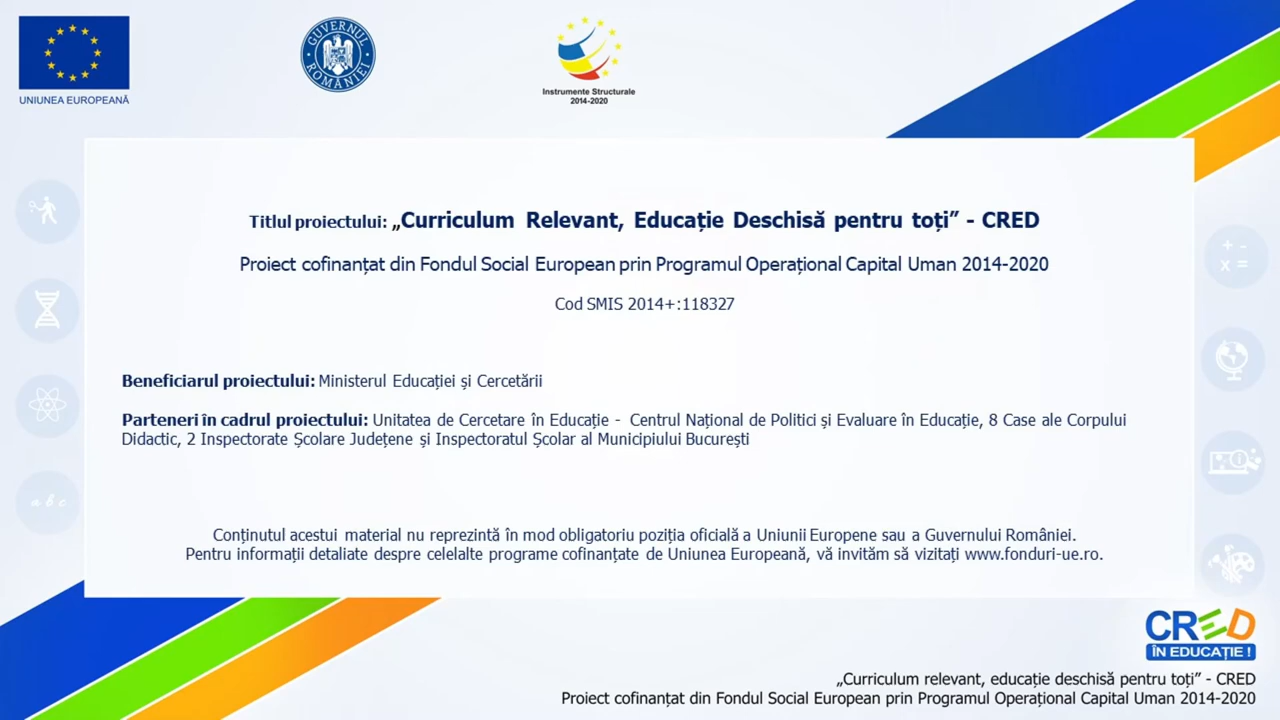 UNIUNEA EUROPEANĂ
GUVERNUL ROMÂNIEI
Instrumente Structurale
2014-2020
Titlul proiectului: „Curriculum Relevant, Educație Deschisă pentru toți” - CRED
Proiect cofinanțat din Fondul Social European prin Programul Operațional Capital Uman 2014-2020
Cod SMIS 2014+:118327
Beneficiarul proiectului: Ministerul Educației și Cercetării
Parteneri în cadrul proiectului: Unitatea de Cercetare în Educație - Centrul Național de Politici și Evaluare în Educație, 8 Case ale Corpului
Didactic, 2 Inspectorate Școlare Județene și Inspectoratul Școlar al Municipiului București
Conținutul acestui material nu reprezintă în mod obligatoriu poziția oficială a Uniunii Europene sau a Guvernului României.
Pentru informații detaliate despre celelalte programe cofinanțate de Uniunea Europeană, vă invităm să vizitați www.fonduri-ue.ro.
a b c
+ -
x =
CRED
ÎN EDUCAȚIE !
„Curriculum relevant, educație deschisă pentru toți” - CRED
Proiect cofinanțat din Fondul Social European prin Programul Operațional Capital Uman 2014-2020